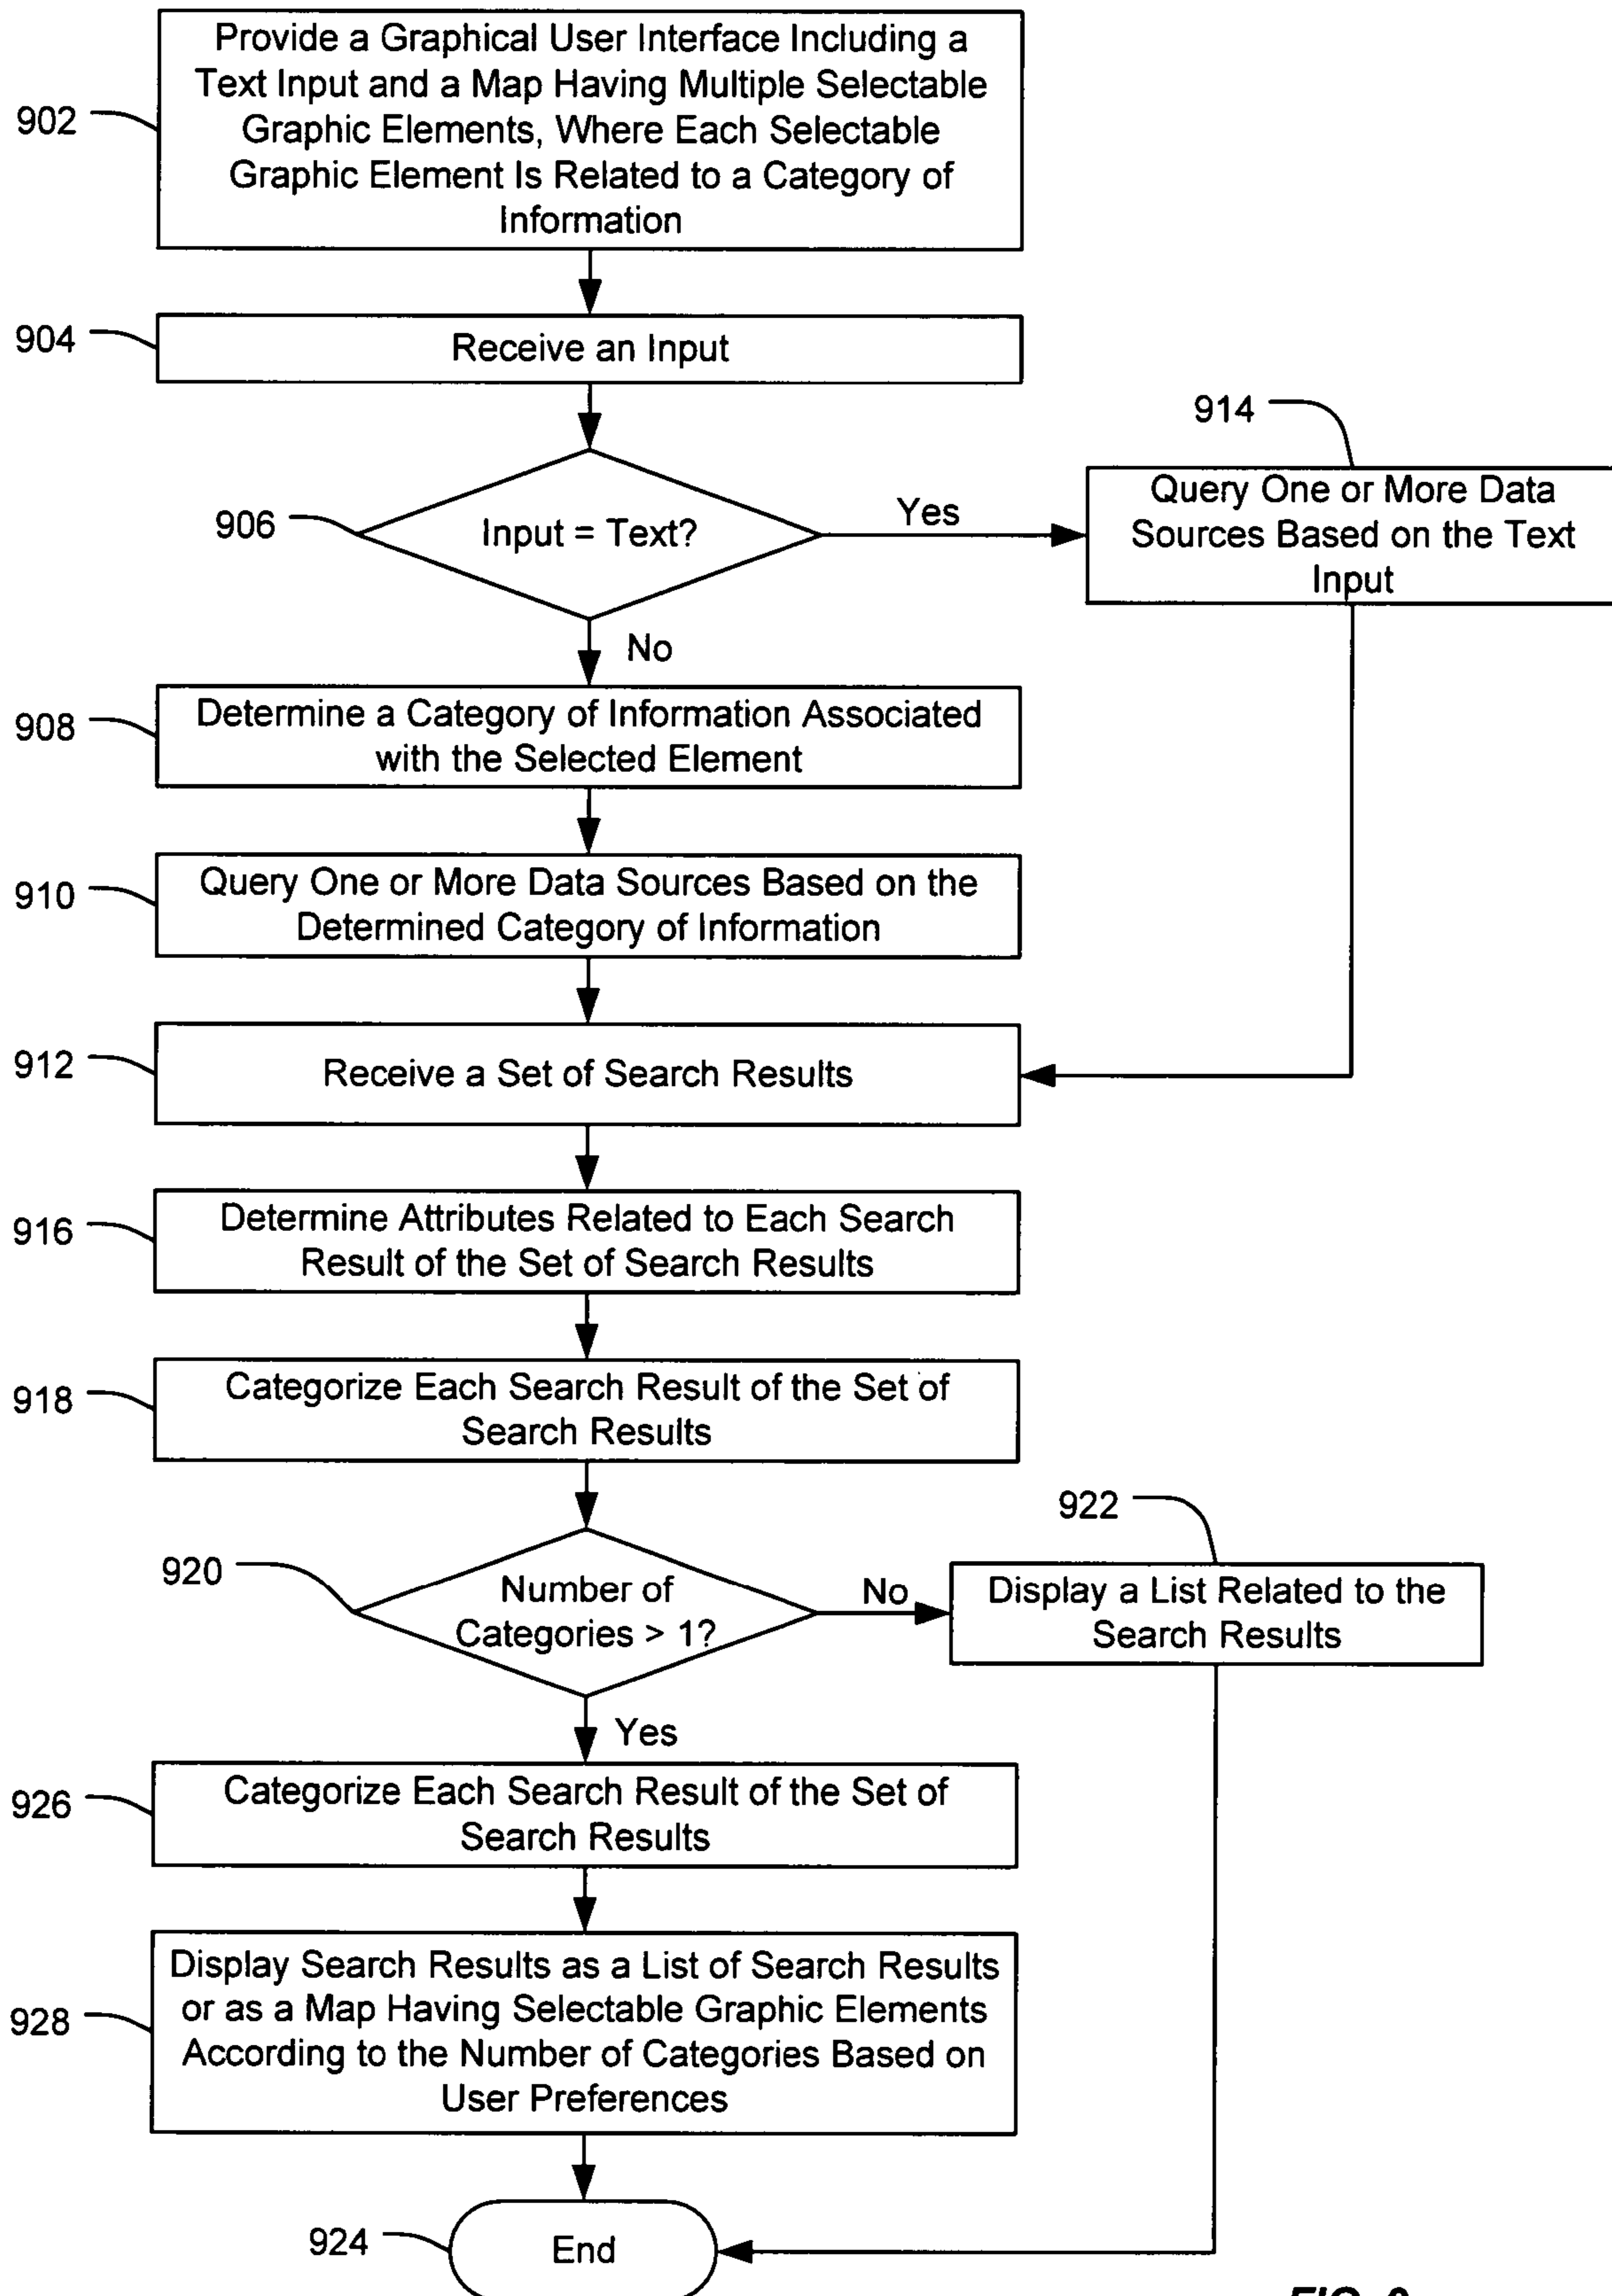 902
Provide a Graphical User Interface Including a
Text Input and a Map Having Multiple Selectable
Graphic Elements, Where Each Selectable
Graphic Element Is Related to a Category of
Information
904
Receive an Input
906
Input = Text?
Yes
914
Query One or More Data
Sources Based on the Text
Input
No
908
Determine a Category of Information Associated
with the Selected Element
910
Query One or More Data Sources Based on the
Determined Category of Information
912
Receive a Set of Search Results
916
Determine Attributes Related to Each Search
Result of the Set of Search Results
918
Categorize Each Search Result of the Set of
Search Results
920
Number of
Categories > 1?
No
922
Display a List Related to the
Search Results
Yes
926
Categorize Each Search Result of the Set of
Search Results
928
Display Search Results as a List of Search Results
or as a Map Having Selectable Graphic Elements
According to the Number of Categories Based on
User Preferences
924
End